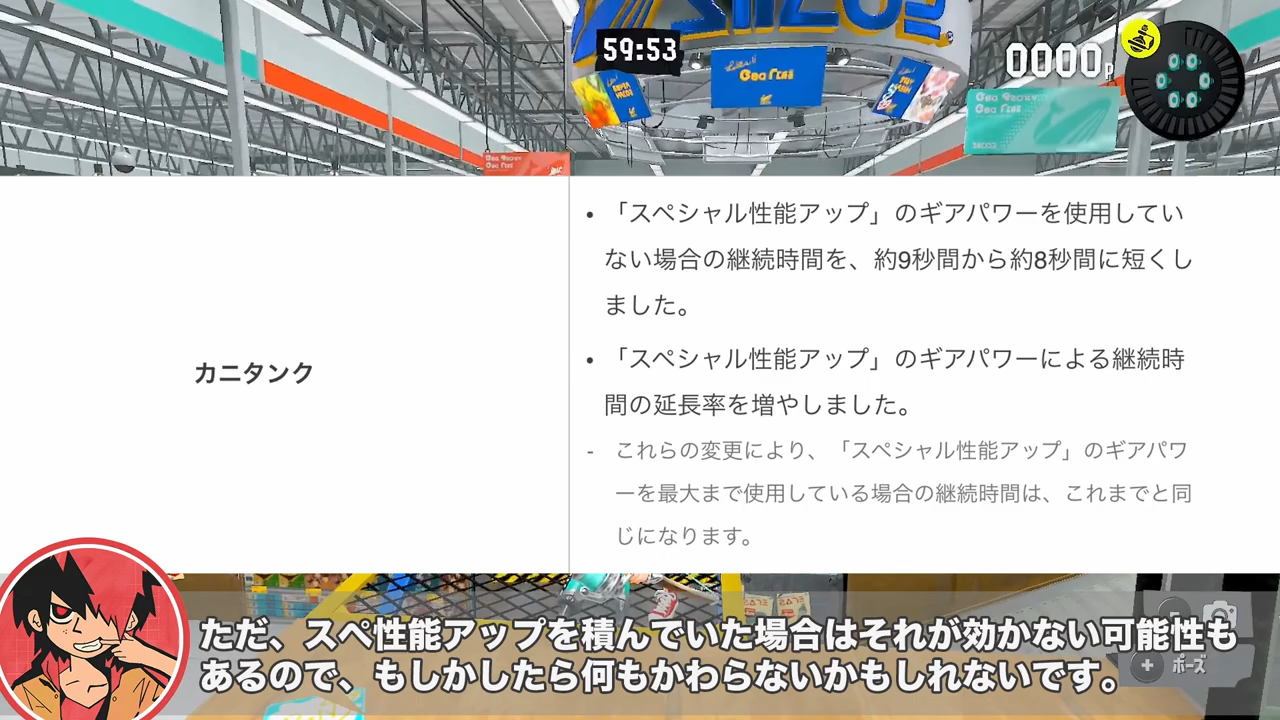 59:53
0000p
カニタンク
• 「スペシャル性能アップ」のギアパワーを使用してい
ない場合の継続時間を、約9秒間から約8秒間に短くし
ました。
• 「スペシャル性能アップ」のギアパワーによる継続時
間の延長率を増やしました。
- これらの変更により、「スペシャル性能アップ」のギアパワ
ーを最大まで使用している場合の継続時間は、これまでと同
じになります。
ただ、スペ性能アップを積んでいた場合はそれが効かない可能性も
あるので、もしかしたら何もかわらないかもしれないです。
ポーズ